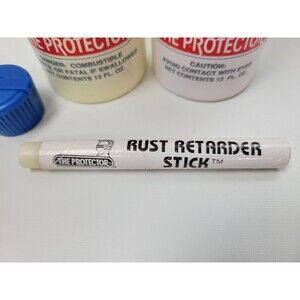 THE PROTECTOR
DANGER: COMBUSTIBLE
OR FATAL IF SWALLOWED
NET CONTENTS 12 FL. OZ.
THE PROTECTOR
CAUTION:
AVOID CONTACT WITH EYES
NET CONTENTS 12 FL. OZ.
THE PROTECTOR
RUST RETARDER
STICK™